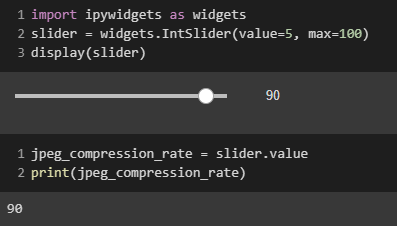 1 import ipywidgets as widgets
2 slider = widgets.IntSlider(value=5, max=100)
3 display(slider)
90
1 jpeg_compression_rate = slider.value
2 print(jpeg_compression_rate)
90